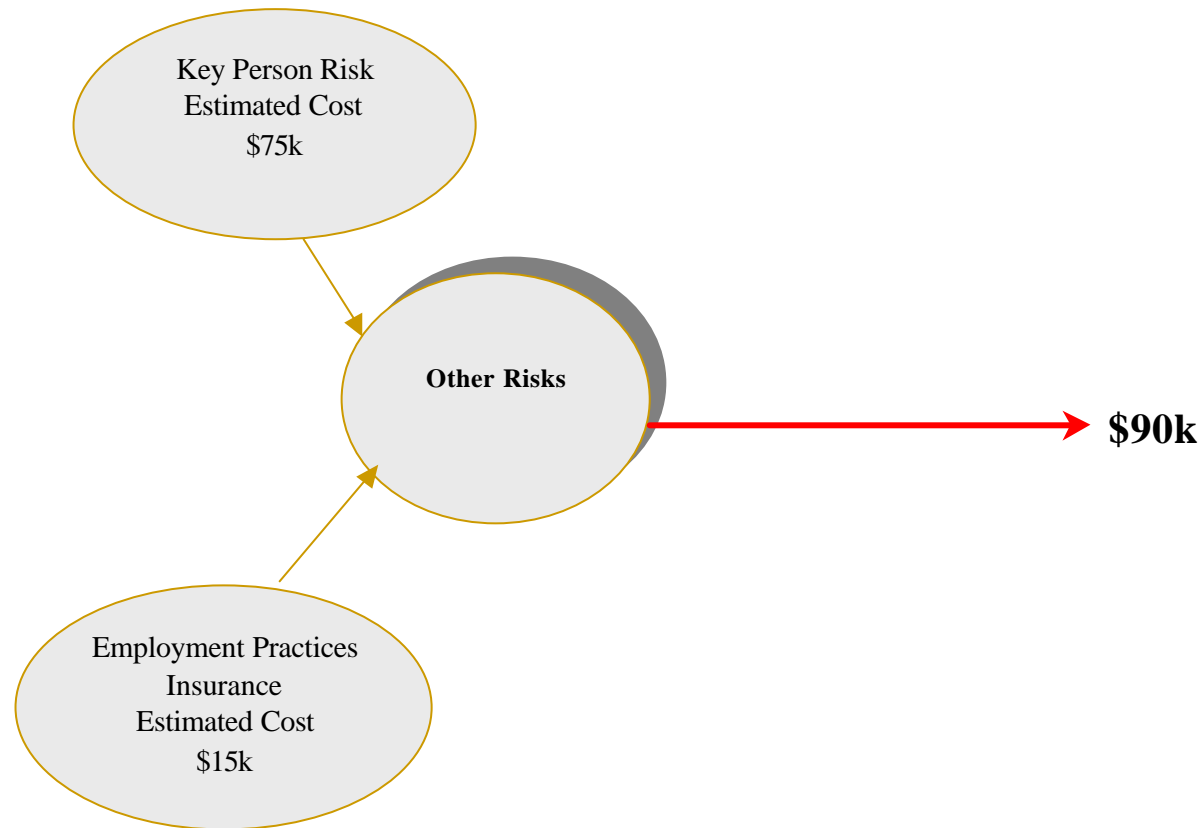 Key Person Risk
Estimated Cost
$75k
Other Risks
$90k
Employment Practices
Insurance
Estimated Cost
$15k